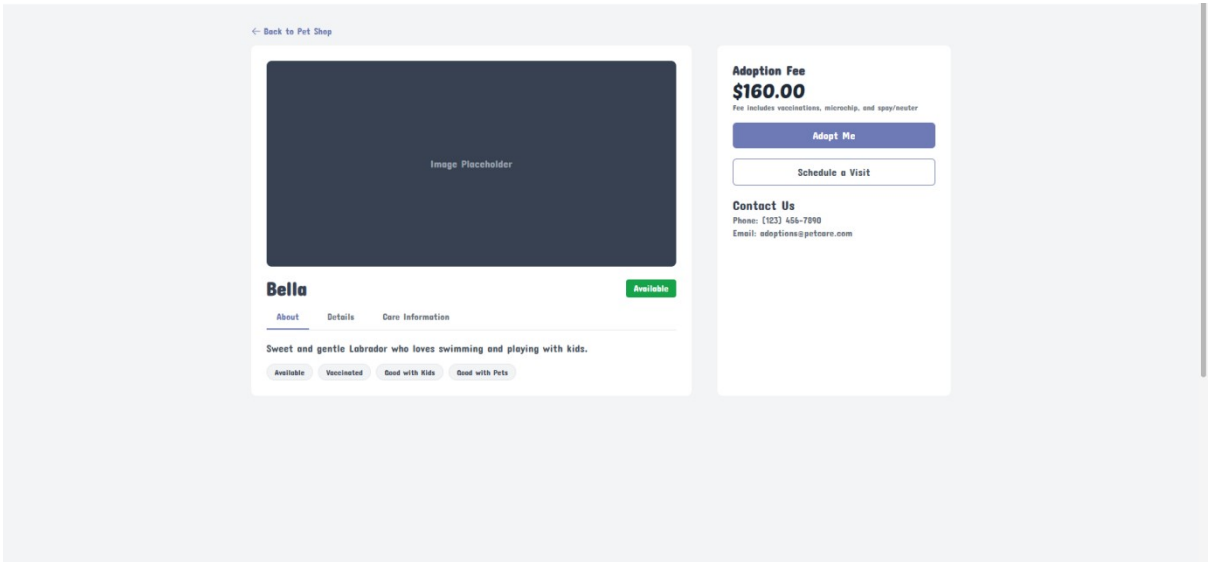 ← Back to Pet Shop
Image Placeholder
Bella
Available
About Details Care Information
Sweet and gentle Labrador who loves swimming and playing with kids.
Available Vaccinated Good with Kids Good with Pets
Adoption Fee
$160.00
Fee includes vaccinations, microchip, and spay/neuter
Adopt Me
Schedule a Visit
Contact Us
Phone: (123) 456-7890
Email: adoptions@petcare.com